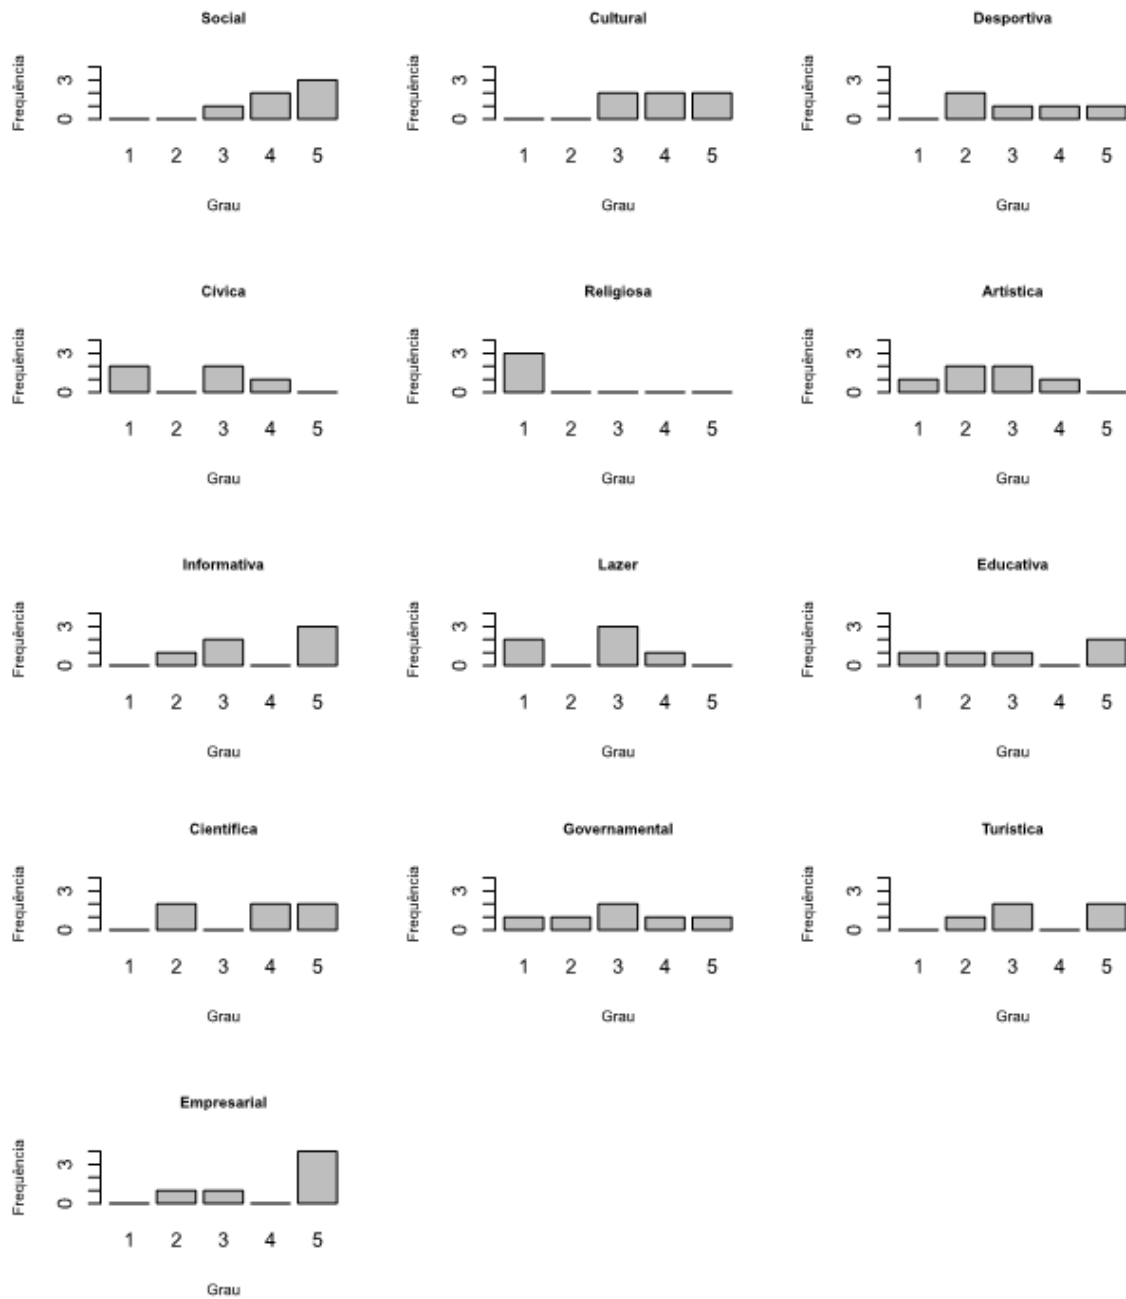 Social
Frequência
3
0
1 2 3 4 5
Grau
Cultural
Frequência
3
0
1 2 3 4 5
Grau
Desportiva
Frequência
3
0
1 2 3 4 5
Grau
Cívica
Frequência
3
0
1 2 3 4 5
Grau
Religiosa
Frequência
3
0
1 2 3 4 5
Grau
Artística
Frequência
3
0
1 2 3 4 5
Grau
Informativa
Frequência
3
0
1 2 3 4 5
Grau
Lazer
Frequência
3
0
1 2 3 4 5
Grau
Educativa
Frequência
3
0
1 2 3 4 5
Grau
Científica
Frequência
3
0
1 2 3 4 5
Grau
Governamental
Frequência
3
0
1 2 3 4 5
Grau
Turística
Frequência
3
0
1 2 3 4 5
Grau
Empresarial
Frequência
3
0
1 2 3 4 5
Grau